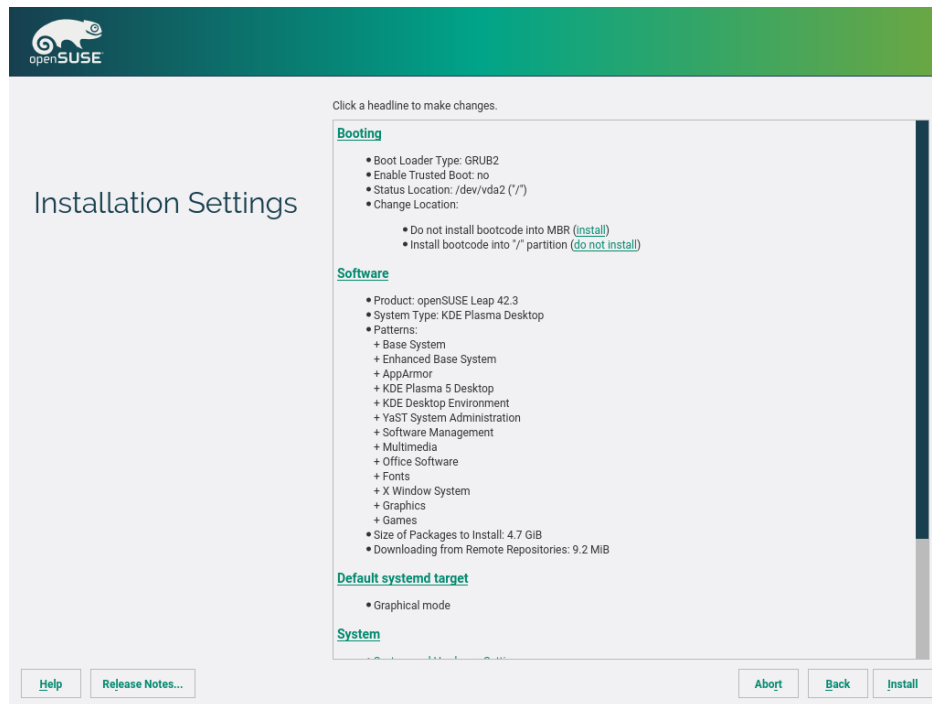 openSUSE
Click a headline to make changes.
Installation Settings
Booting
Boot Loader Type: GRUB2
Enable Trusted Boot: no
Status Location: /dev/vda2 ("/")
Change Location:
Do not install bootcode into MBR (install)
Install bootcode into "/" partition (do not install)
Software
Product: openSUSE Leap 42.3
System Type: KDE Plasma Desktop
Patterns:
+ Base System
+ Enhanced Base System
+ AppArmor
+ KDE Plasma 5 Desktop
+ KDE Desktop Environment
+ YaST System Administration
+ Software Management
+ Multimedia
+ Office Software
+ Fonts
+ X Window System
+ Graphics
+ Games
Size of Packages to Install: 4.7 GiB
Downloading from Remote Repositories: 9.2 MiB
Default systemd target
Graphical mode
System
Help
Release Notes...
Abort
Back
Install